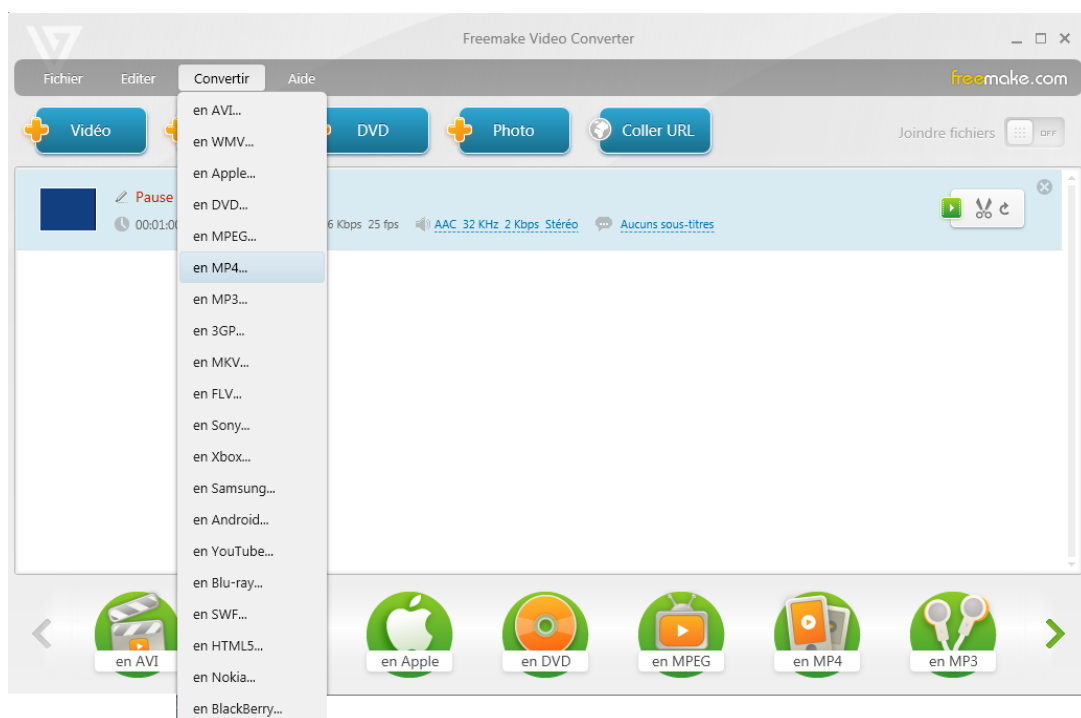 Freemake Video Converter
Fichier Editer Convertir Aide
freemake.com
Vidéo DVD Photo Coller URL
Joindre fichiers OFF
Pause
00:01:00 6 Kbps 25 fps AAC 32 KHz 2 Kbps Stéréo Aucuns sous-titres
en AVI...
en WMV...
en Apple...
en DVD...
en MPEG...
en MP4...
en MP3...
en 3GP...
en MKV...
en FLV...
en Sony...
en Xbox...
en Samsung...
en Android...
en YouTube...
en Blu-ray...
en SWF...
en HTML5...
en Nokia...
en BlackBerry...
en AVI en Apple en DVD en MPEG en MP4 en MP3